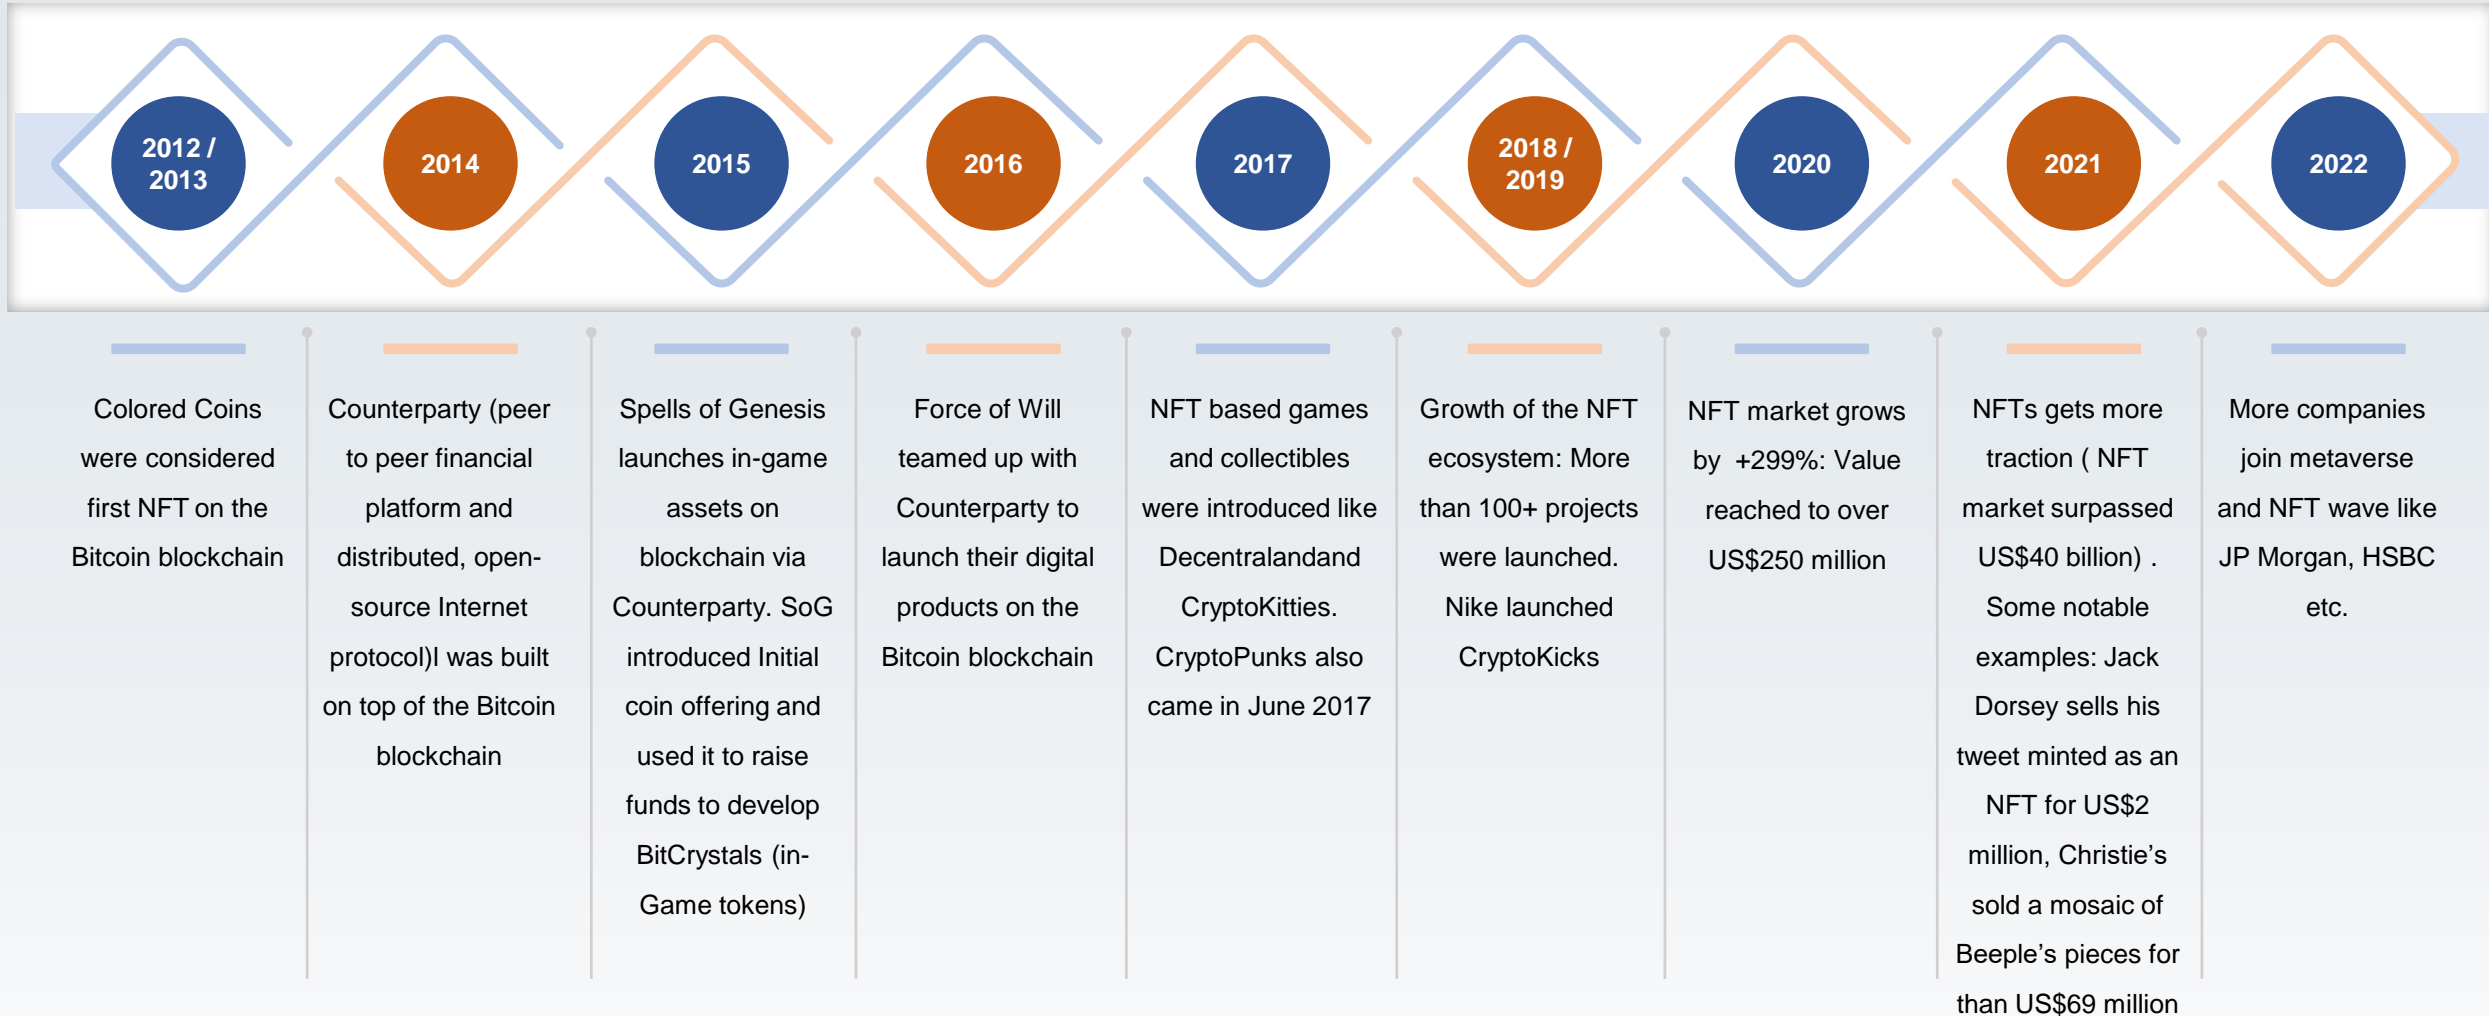 2012 /
2013
2014
2015
2016
2017
2018 /
2019
2020
2021
2022
Colored Coins
were considered
first NFT on the
Bitcoin blockchain
Counterparty (peer
to peer financial
platform and
distributed, open-
source Internet
protocol)I was built
on top of the Bitcoin
blockchain
Spells of Genesis
launches in-game
assets on
blockchain via
Counterparty. SoG
introduced Initial
coin offering and
used it to raise
funds to develop
BitCrystals (in-
Game tokens)
Force of Will
teamed up with
Counterparty to
launch their digital
products on the
Bitcoin blockchain
NFT based games
and collectibles
were introduced like
Decentralandand
CryptoKitties.
CryptoPunks also
came in June 2017
Growth of the NFT
ecosystem: More
than 100+ projects
were launched.
Nike launched
CryptoKicks
NFT market grows
by +299%: Value
reached to over
US$250 million
NFTs gets more
traction ( NFT
market surpassed
US$40 billion) .
Some notable
examples: Jack
Dorsey sells his
tweet minted as an
NFT for US$2
million, Christie’s
sold a mosaic of
Beeple’s pieces for
than US$69 million
More companies
join metaverse
and NFT wave like
JP Morgan, HSBC
etc.